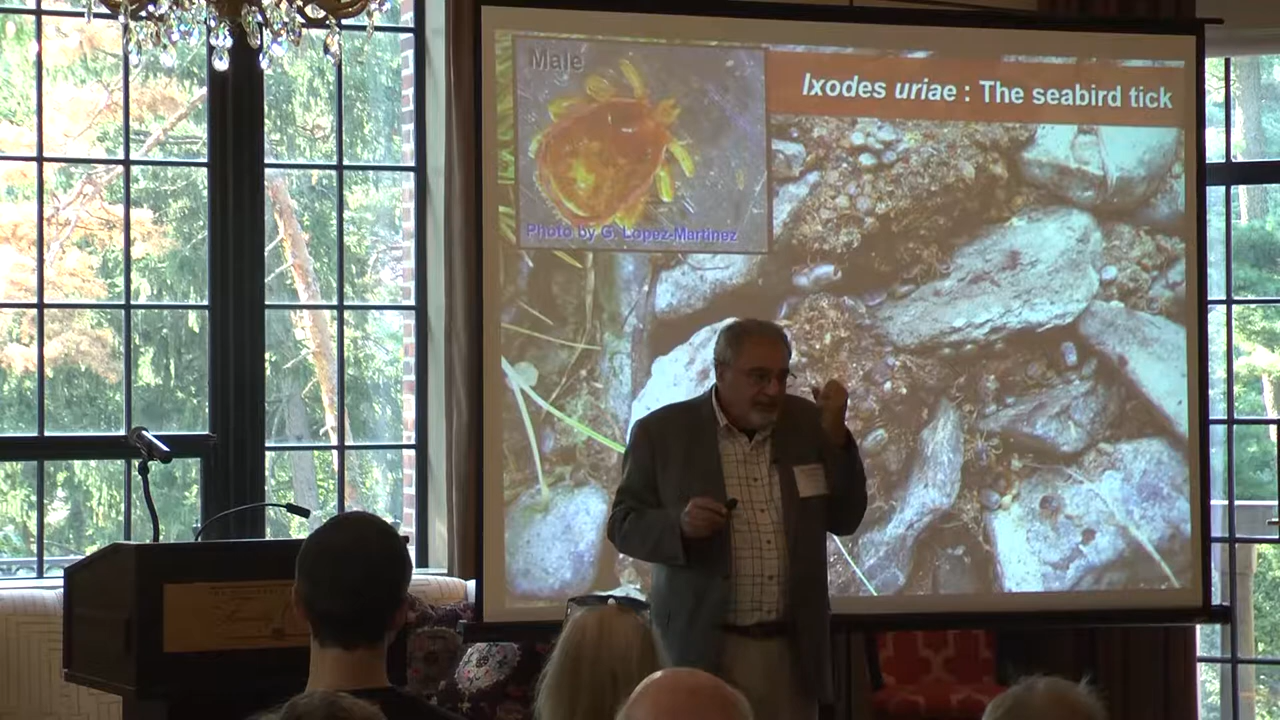 Male
Ixodes uriae : The seabird tick
Photo by G. Lopez-Martinez